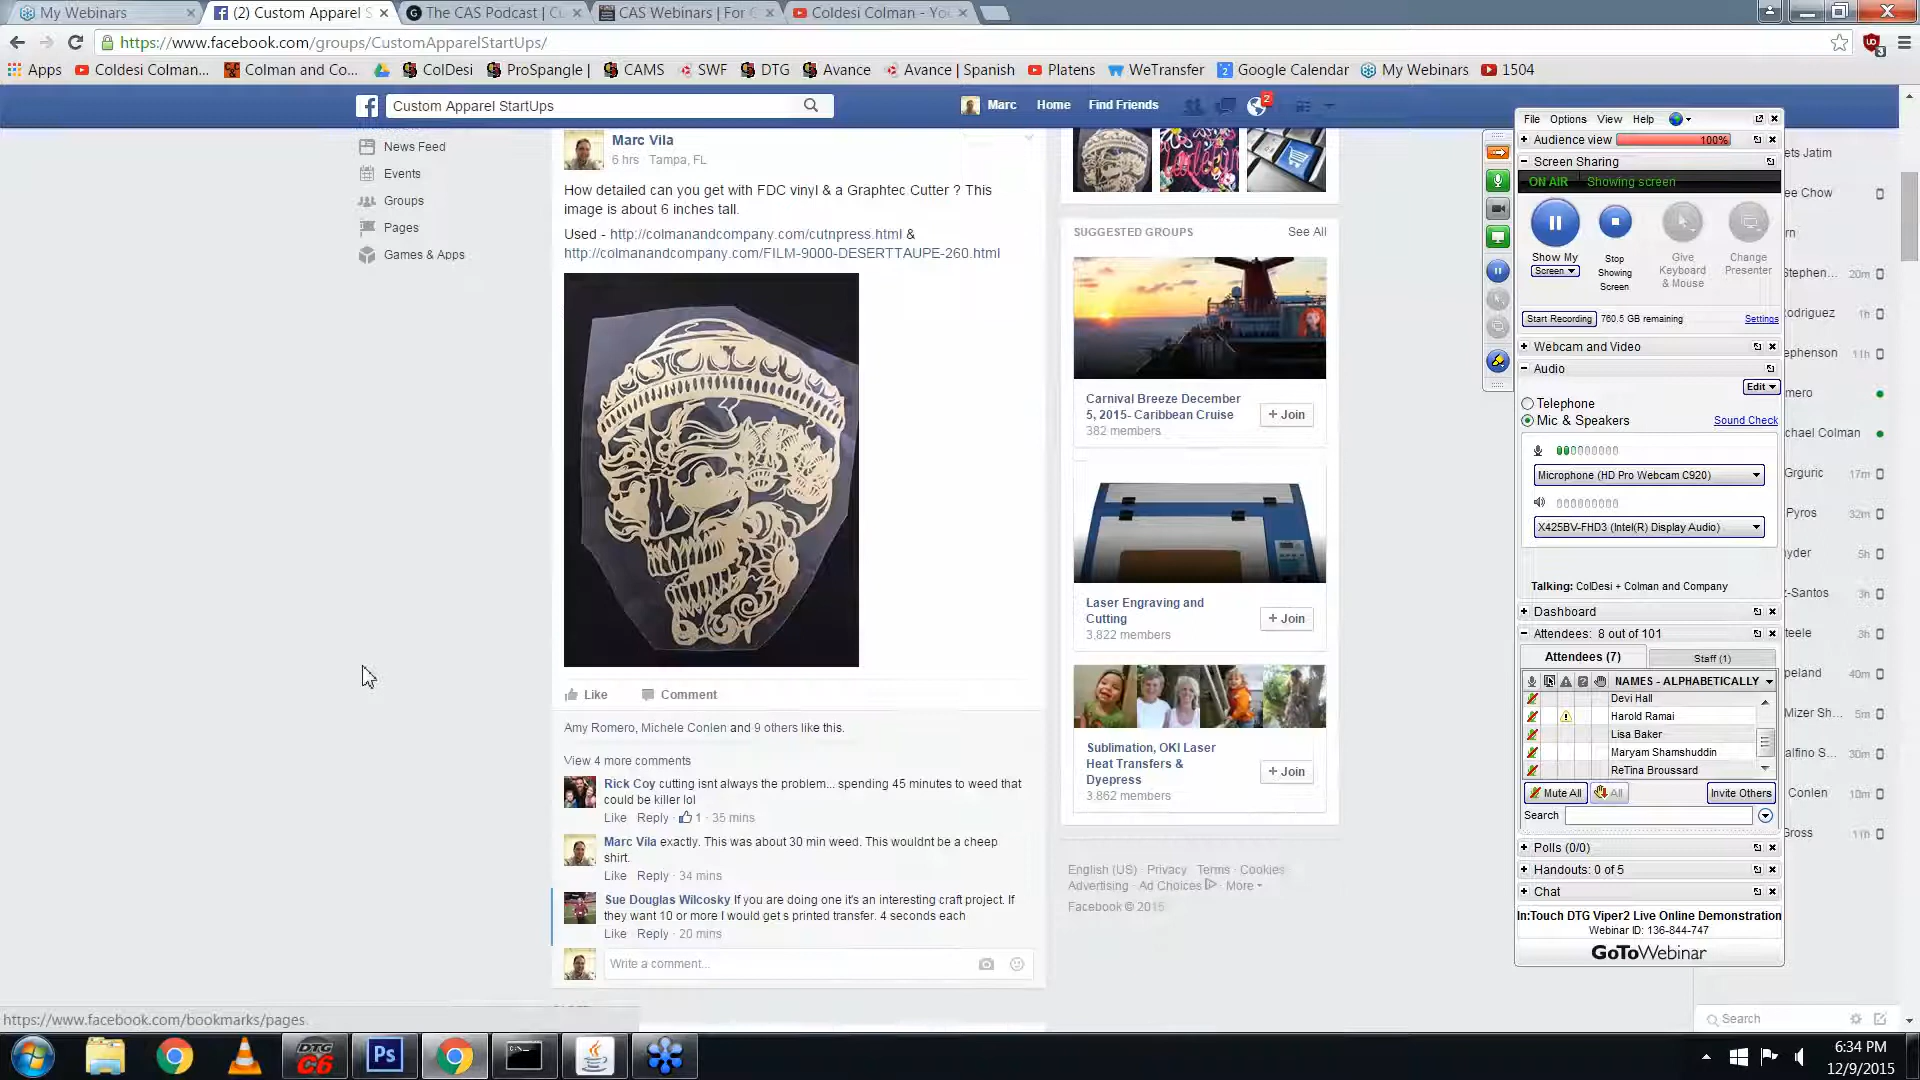 My Webinars
(2) Custom Apparel S
The CAS Podcast | C
CAS Webinars | For
Coldesi Colman - Yo
https://www.facebook.com/groups/CustomApparelStartUps/
Apps
Coldesi Colman...
Colman and Co...
ColDesi
ProSpangle |
CAMS
SWF
DTG
Avance
Avance | Spanish
Platens
WeTransfer
Google Calendar
My Webinars
1504
Custom Apparel StartUps
Marc
Home
Find Friends
2
News Feed
Events
Groups
Pages
Games & Apps
Marc Vila
6 hrs Tampa, FL
How detailed can you get with FDC vinyl & a Graphtec Cutter ? This
image is about 6 inches tall.
Used - http://colmanandcompany.com/cutnpress.html &
http://colmanandcompany.com/FILM-9000-DESERTTAUPE-260.html
Like
Comment
Amy Romero, Michele Conlen and 9 others like this.
View 4 more comments
Rick Coy cutting isnt always the problem... spending 45 minutes to weed that
could be killer lol
Like Reply · 1 · 35 mins
Marc Vila exactly. This was about 30 min weed. This wouldnt be a cheep
shirt.
Like Reply · 34 mins
Sue Douglas Wilcosky If you are doing one it's an interesting craft project. If
they want 10 or more I would get s printed transfer. 4 seconds each
Like Reply · 20 mins
Write a comment...
SUGGESTED GROUPS
See All
Carnival Breeze December
5, 2015- Caribbean Cruise
382 members
+ Join
Laser Engraving and
Cutting
3,822 members
+ Join
Sublimation, OKI Laser
Heat Transfers &
Dyepress
3,862 members
+ Join
English (US) · Privacy · Terms · Cookies
Advertising · Ad Choices · More
Facebook © 2015
File Options View Help
Audience view 100%
Screen Sharing
ON AIR Showing screen
Show My
Screen
Stop
Showing
Screen
Give
Keyboard
& Mouse
Change
Presenter
Start Recording 760.5 GB remaining Settings
Webcam and Video
Audio
Edit
Telephone
Mic & Speakers
Sound Check
Microphone (HD Pro Webcam C920)
X425BV-FHD3 (Intel(R) Display Audio)
Talking: ColDesi + Colman and Company
Dashboard
Attendees: 8 out of 101
Attendees (7)
Staff (1)
NAMES - ALPHABETICALLY
Devi Hall
Harold Ramai
Lisa Baker
Maryam Shamshuddin
ReTina Broussard
Mute All
All
Invite Others
Search
Polls (0/0)
Handouts: 0 of 5
Chat
In:Touch DTG Viper2 Live Online Demonstration
Webinar ID: 136-844-747
GoToWebinar
ets Jatim
ee Chow
rn
Stephen... 20m
odriguez 1h
ephenson 11h
mero
chael Colman
Grguric 17m
Pyros 32m
nyder 5h
z-Santos 3h
teele 3h
peland 40m
Mizer Sh... 5m
alfino S... 30m
Conlen 10m
Gross 11h
Search
https://www.facebook.com/bookmarks/pages
DTG
C6
Ps
6:34 PM
12/9/2015